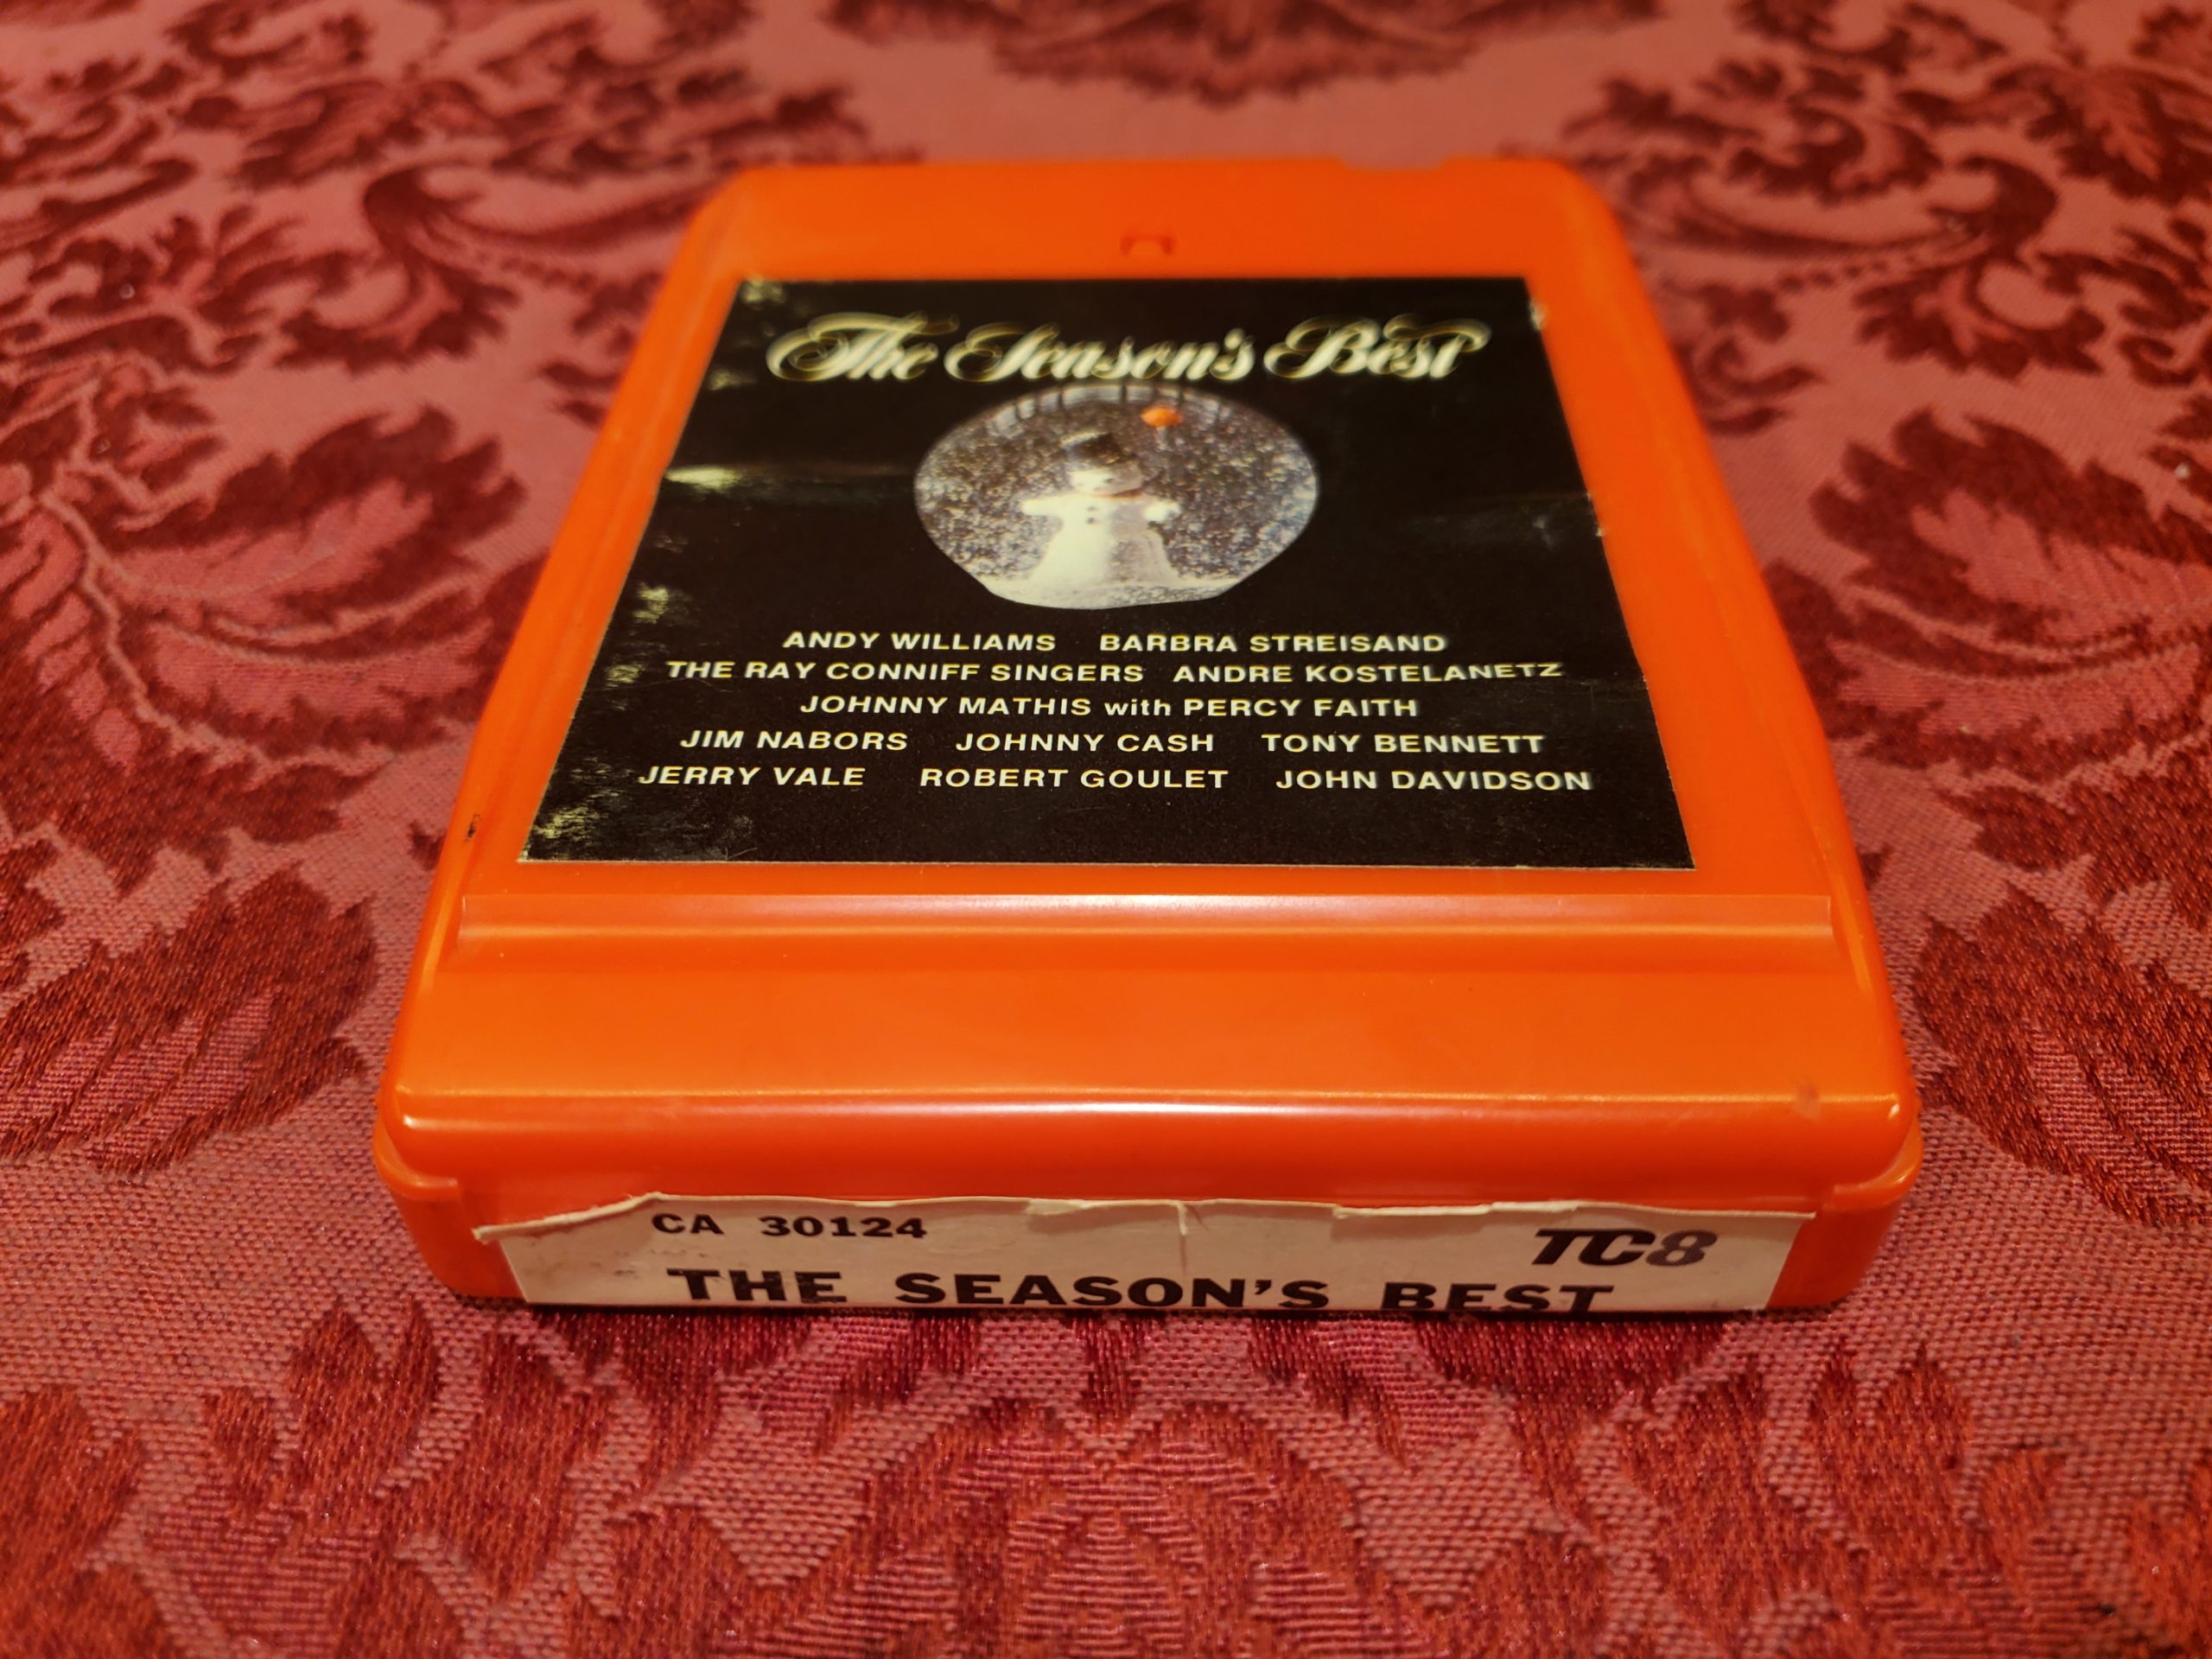 The Season's Best
ANDY WILLIAMS BARBRA STREISAND
THE RAY CONNIFF SINGERS ANDRE KOSTELANETZ
JOHNNY MATHIS with PERCY FAITH
JIM NABORS JOHNNY CASH TONY BENNETT
JERRY VALE ROBERT GOULET JOHN DAVIDSON
CA 30124 TC8
THE SEASON'S BEST